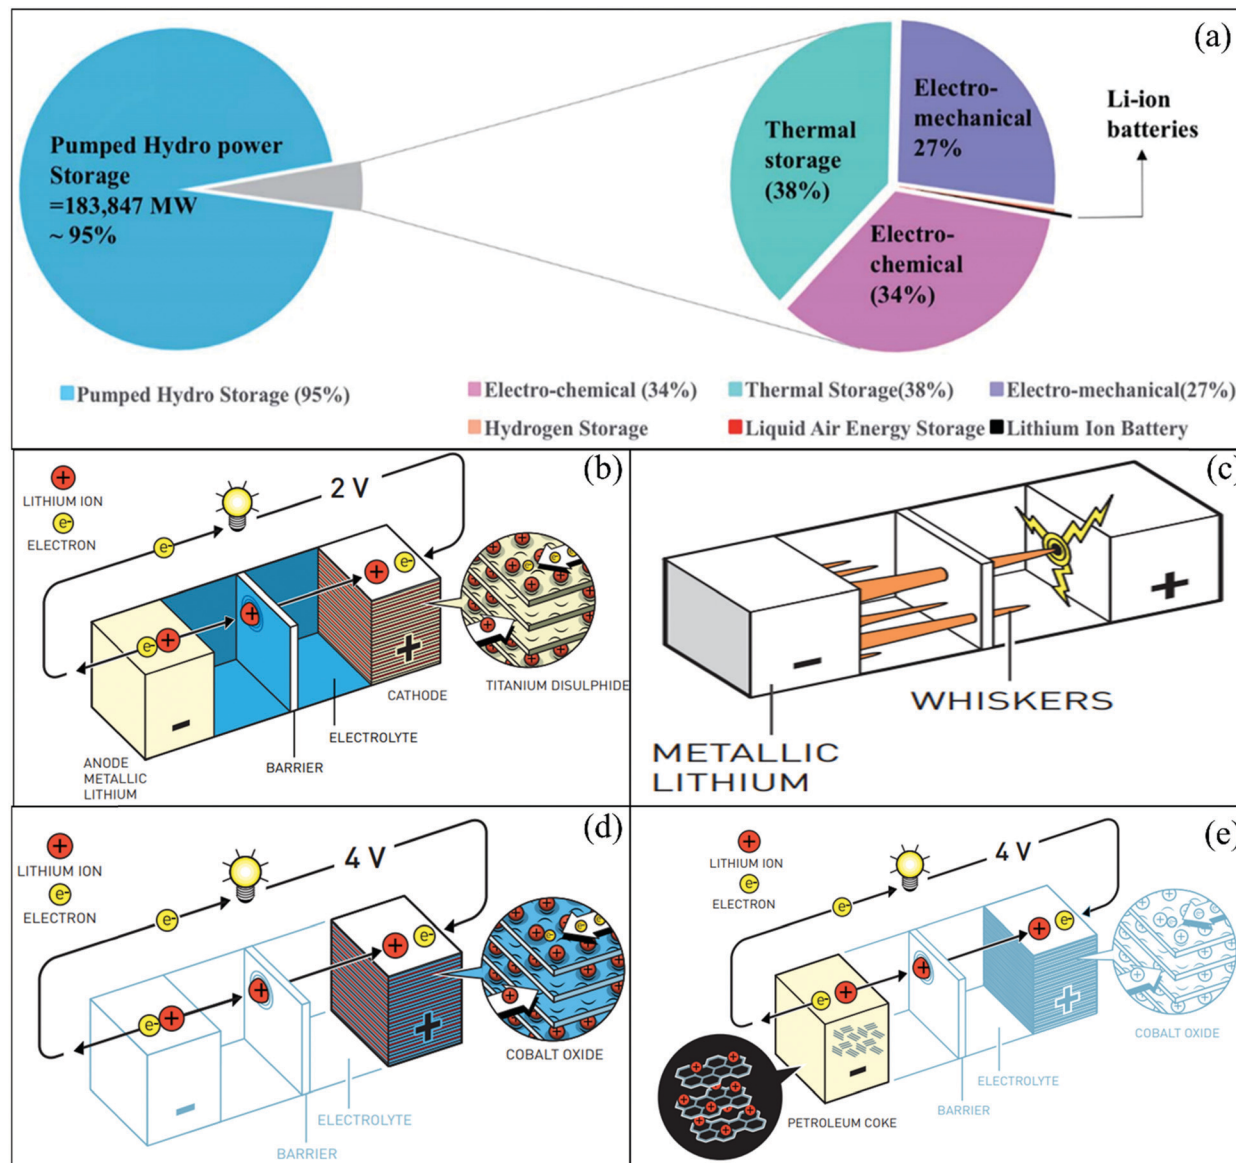 (a)
Pumped Hydro power
Storage
=183,847 MW
~ 95%
Thermal
storage
(38%)
Electro-
mechanical
27%
Electro-
chemical
(34%)
Li-ion
batteries
Pumped Hydro Storage (95%)
Electro-chemical (34%)
Thermal Storage(38%)
Electro-mechanical(27%)
Hydrogen Storage
Liquid Air Energy Storage
Lithium Ion Battery
(b)
+
LITHIUM ION
e-
ELECTRON
2 V
e-
e- +
+
+ e-
-
+
TITANIUM DISULPHIDE
CATHODE
ELECTROLYTE
BARRIER
ANODE
METALLIC
LITHIUM
(c)
-
+
WHISKERS
METALLIC
LITHIUM
(d)
+
LITHIUM ION
e-
ELECTRON
4 V
e-
e- +
+
+ e-
-
+
COBALT OXIDE
ELECTROLYTE
BARRIER
(e)
+
LITHIUM ION
e-
ELECTRON
4 V
e-
e- +
+
+ e-
-
+
COBALT OXIDE
ELECTROLYTE
BARRIER
PETROLEUM COKE